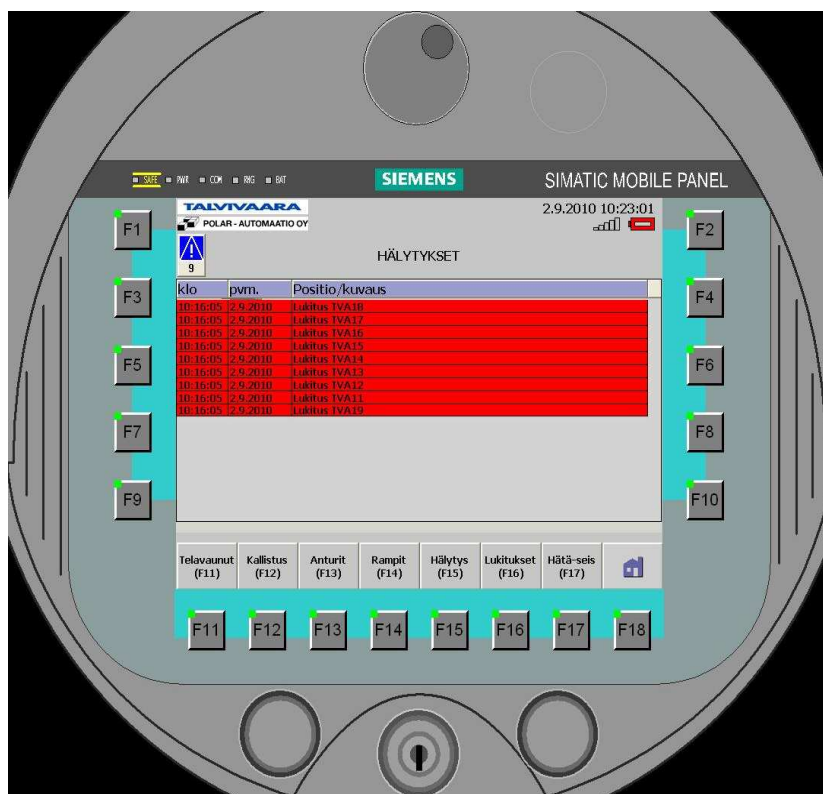 SAFE PWR COM RNG BAT
SIEMENS
SIMATIC MOBILE PANEL
TALVIVAARA
POLAR - AUTOMAATIO OY
2.9.2010 10:23:01
9
HÄLYTYKSET
klo pvm. Positio/kuvaus
10:16:05 2.9.2010 Lukitus TVA18
10:16:05 2.9.2010 Lukitus TVA17
10:16:05 2.9.2010 Lukitus TVA16
10:16:05 2.9.2010 Lukitus TVA15
10:16:05 2.9.2010 Lukitus TVA14
10:16:05 2.9.2010 Lukitus TVA13
10:16:05 2.9.2010 Lukitus TVA12
10:16:05 2.9.2010 Lukitus TVA11
10:16:05 2.9.2010 Lukitus TVA19
F1
F2
F3
F4
F5
F6
F7
F8
F9
F10
Telavaunut (F11)
Kallistus (F12)
Anturit (F13)
Rampit (F14)
Hälytys (F15)
Lukitukset (F16)
Hätä-seis (F17)
F11 F12 F13 F14 F15 F16 F17 F18